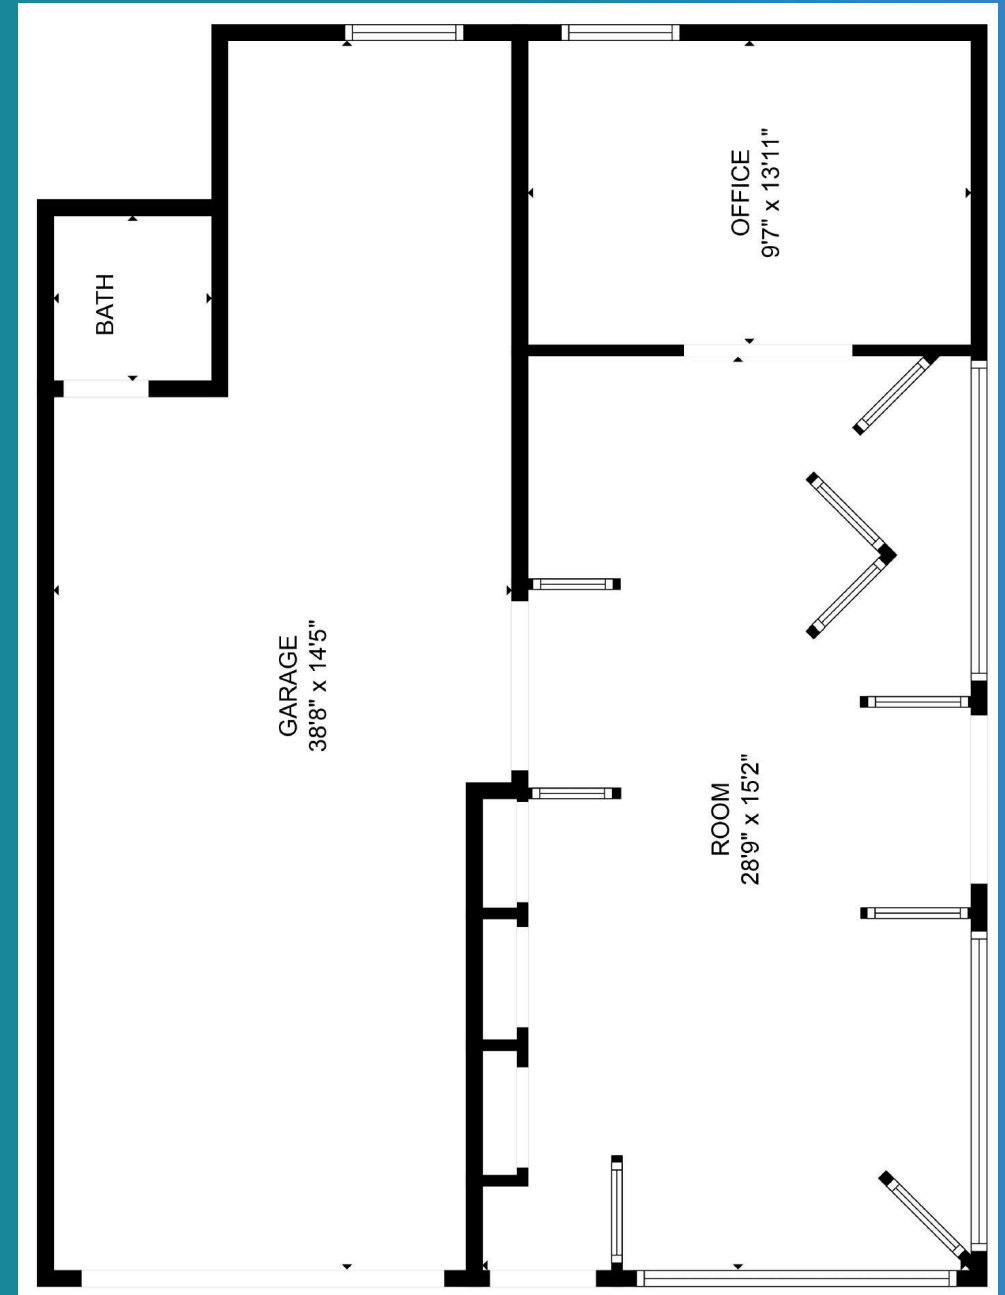 OFFICE
9'7" x 13'11"
BATH
GARAGE
38'8" x 14'5"
ROOM
28'9" x 15'2"